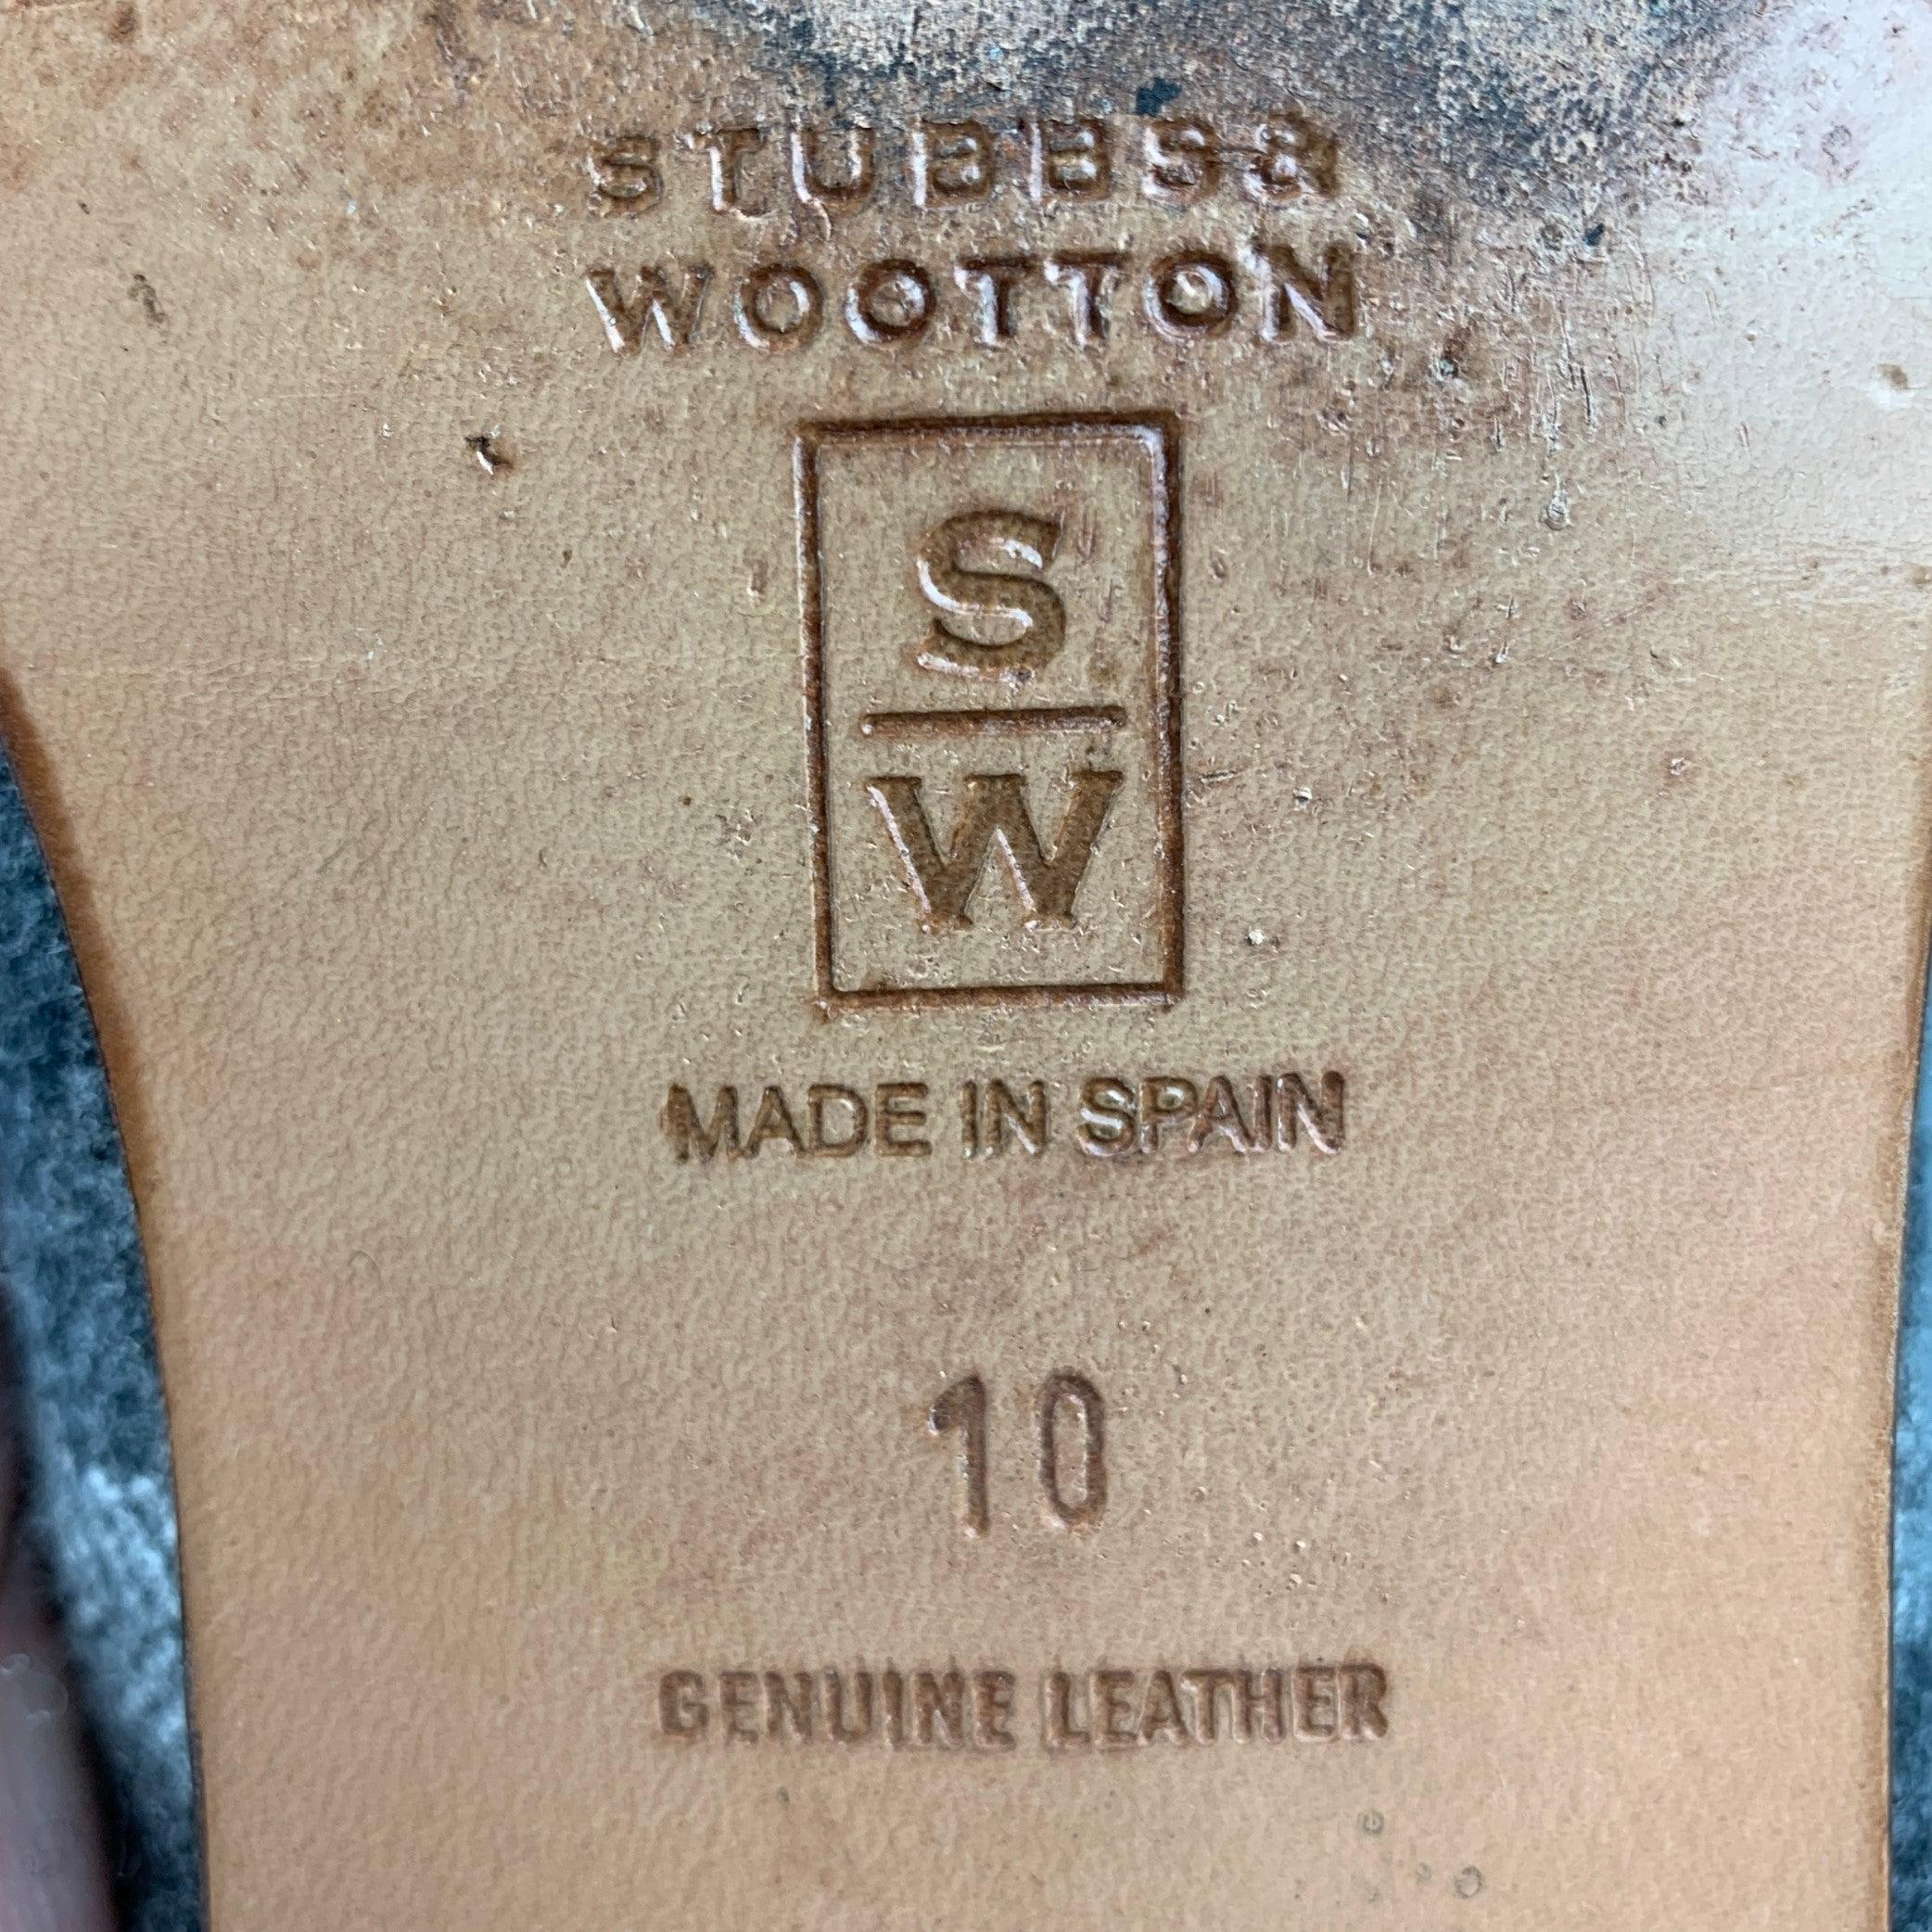 STUBBS&
WOOTTON
S
W
MADE IN SPAIN
10
GENUINE LEATHER